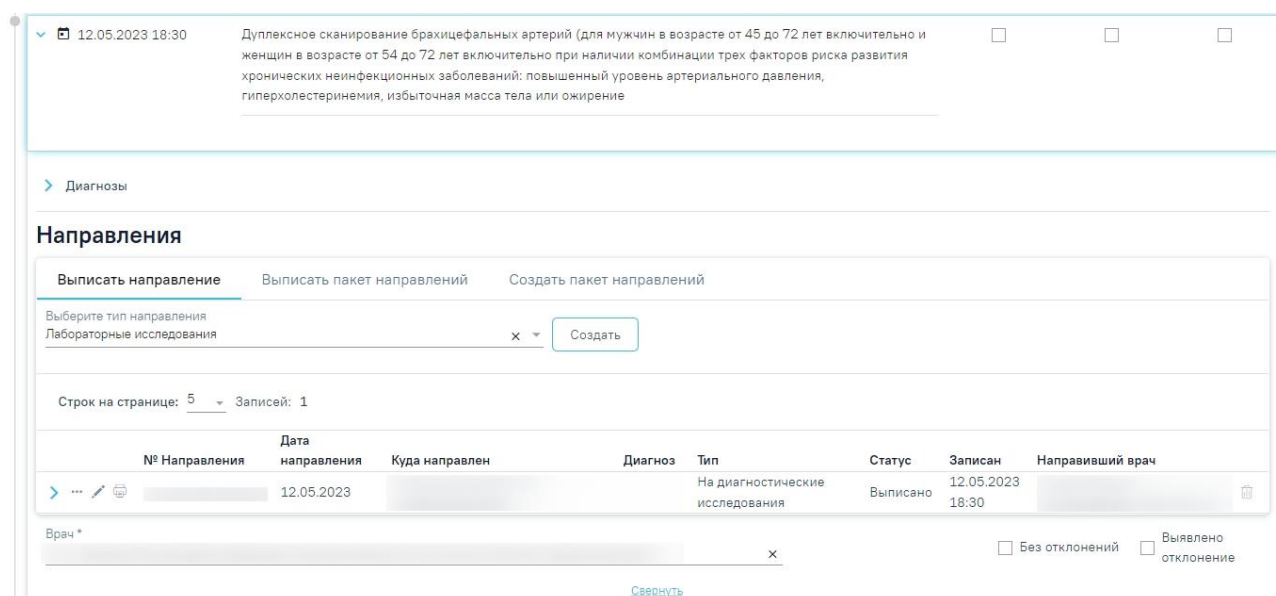 12.05.2023 18:30
Дуплексное сканирование брахицефальных артерий (для мужчин в возрасте от 45 до 72 лет включительно и
женщин в возрасте от 54 до 72 лет включительно при наличии комбинации трех факторов риска развития
хронических неинфекционных заболеваний: повышенный уровень артериального давления,
гиперхолестеринемия, избыточная масса тела или ожирение
Диагнозы
Направления
Выписать направление Выписать пакет направлений Создать пакет направлений
Выберите тип направления
Лабораторные исследования
Создать
Строк на странице: 5 Записей: 1
№ Направления Дата направления Куда направлен Диагноз Тип Статус Записан Направивший врач
12.05.2023 На диагностические исследования Выписано 12.05.2023 18:30
Врач *
Без отклонений Выявлено отклонение
Свернуть